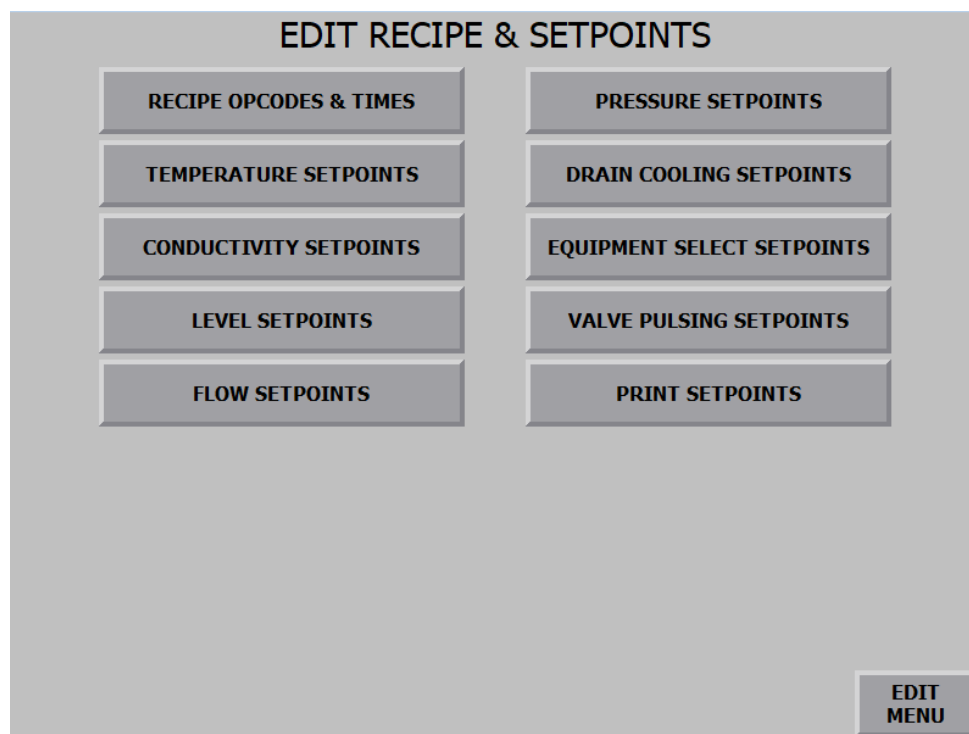 EDIT RECIPE & SETPOINTS
RECIPE OPCODES & TIMES
PRESSURE SETPOINTS
TEMPERATURE SETPOINTS
DRAIN COOLING SETPOINTS
CONDUCTIVITY SETPOINTS
EQUIPMENT SELECT SETPOINTS
LEVEL SETPOINTS
VALVE PULSING SETPOINTS
FLOW SETPOINTS
PRINT SETPOINTS
EDIT
MENU